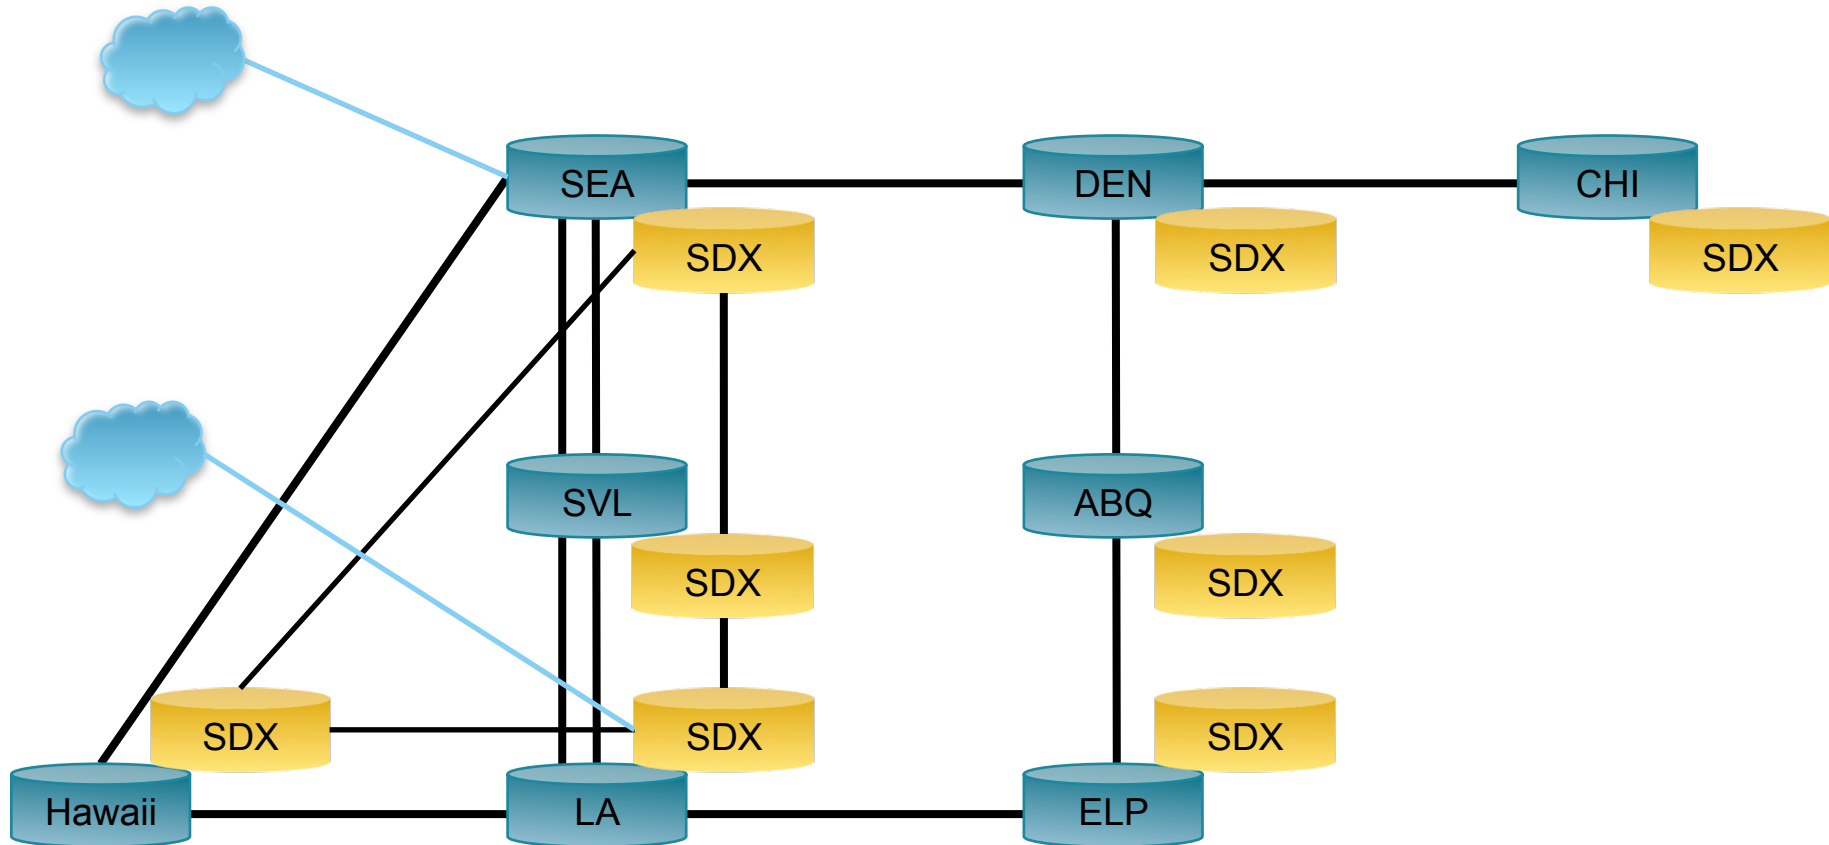 SEA
DEN
CHI
SDX
SDX
SDX
SVL
ABQ
SDX
SDX
SDX
SDX
SDX
Hawaii
LA
ELP